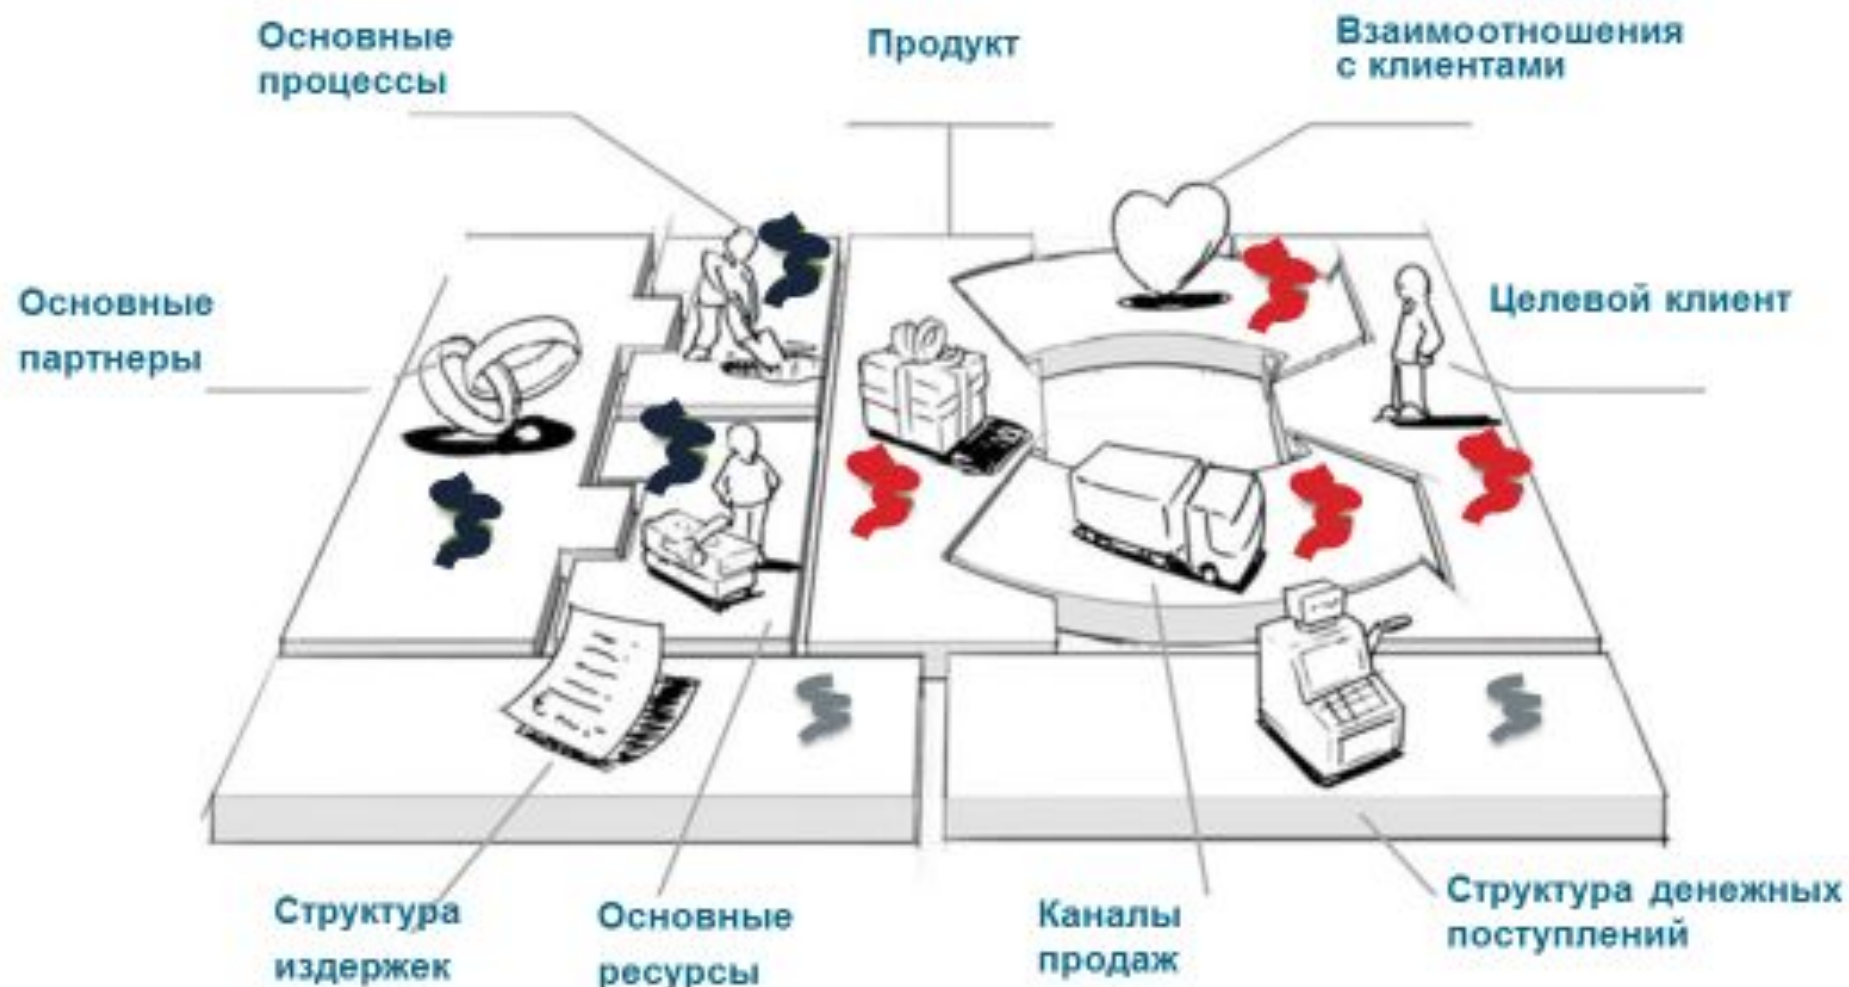 Основные
процессы
Продукт
Взаимоотношения
с клиентами
Основные
партнеры
Целевой клиент
Структура
издержек
Основные
ресурсы
Каналы
продаж
Структура денежных
поступлений